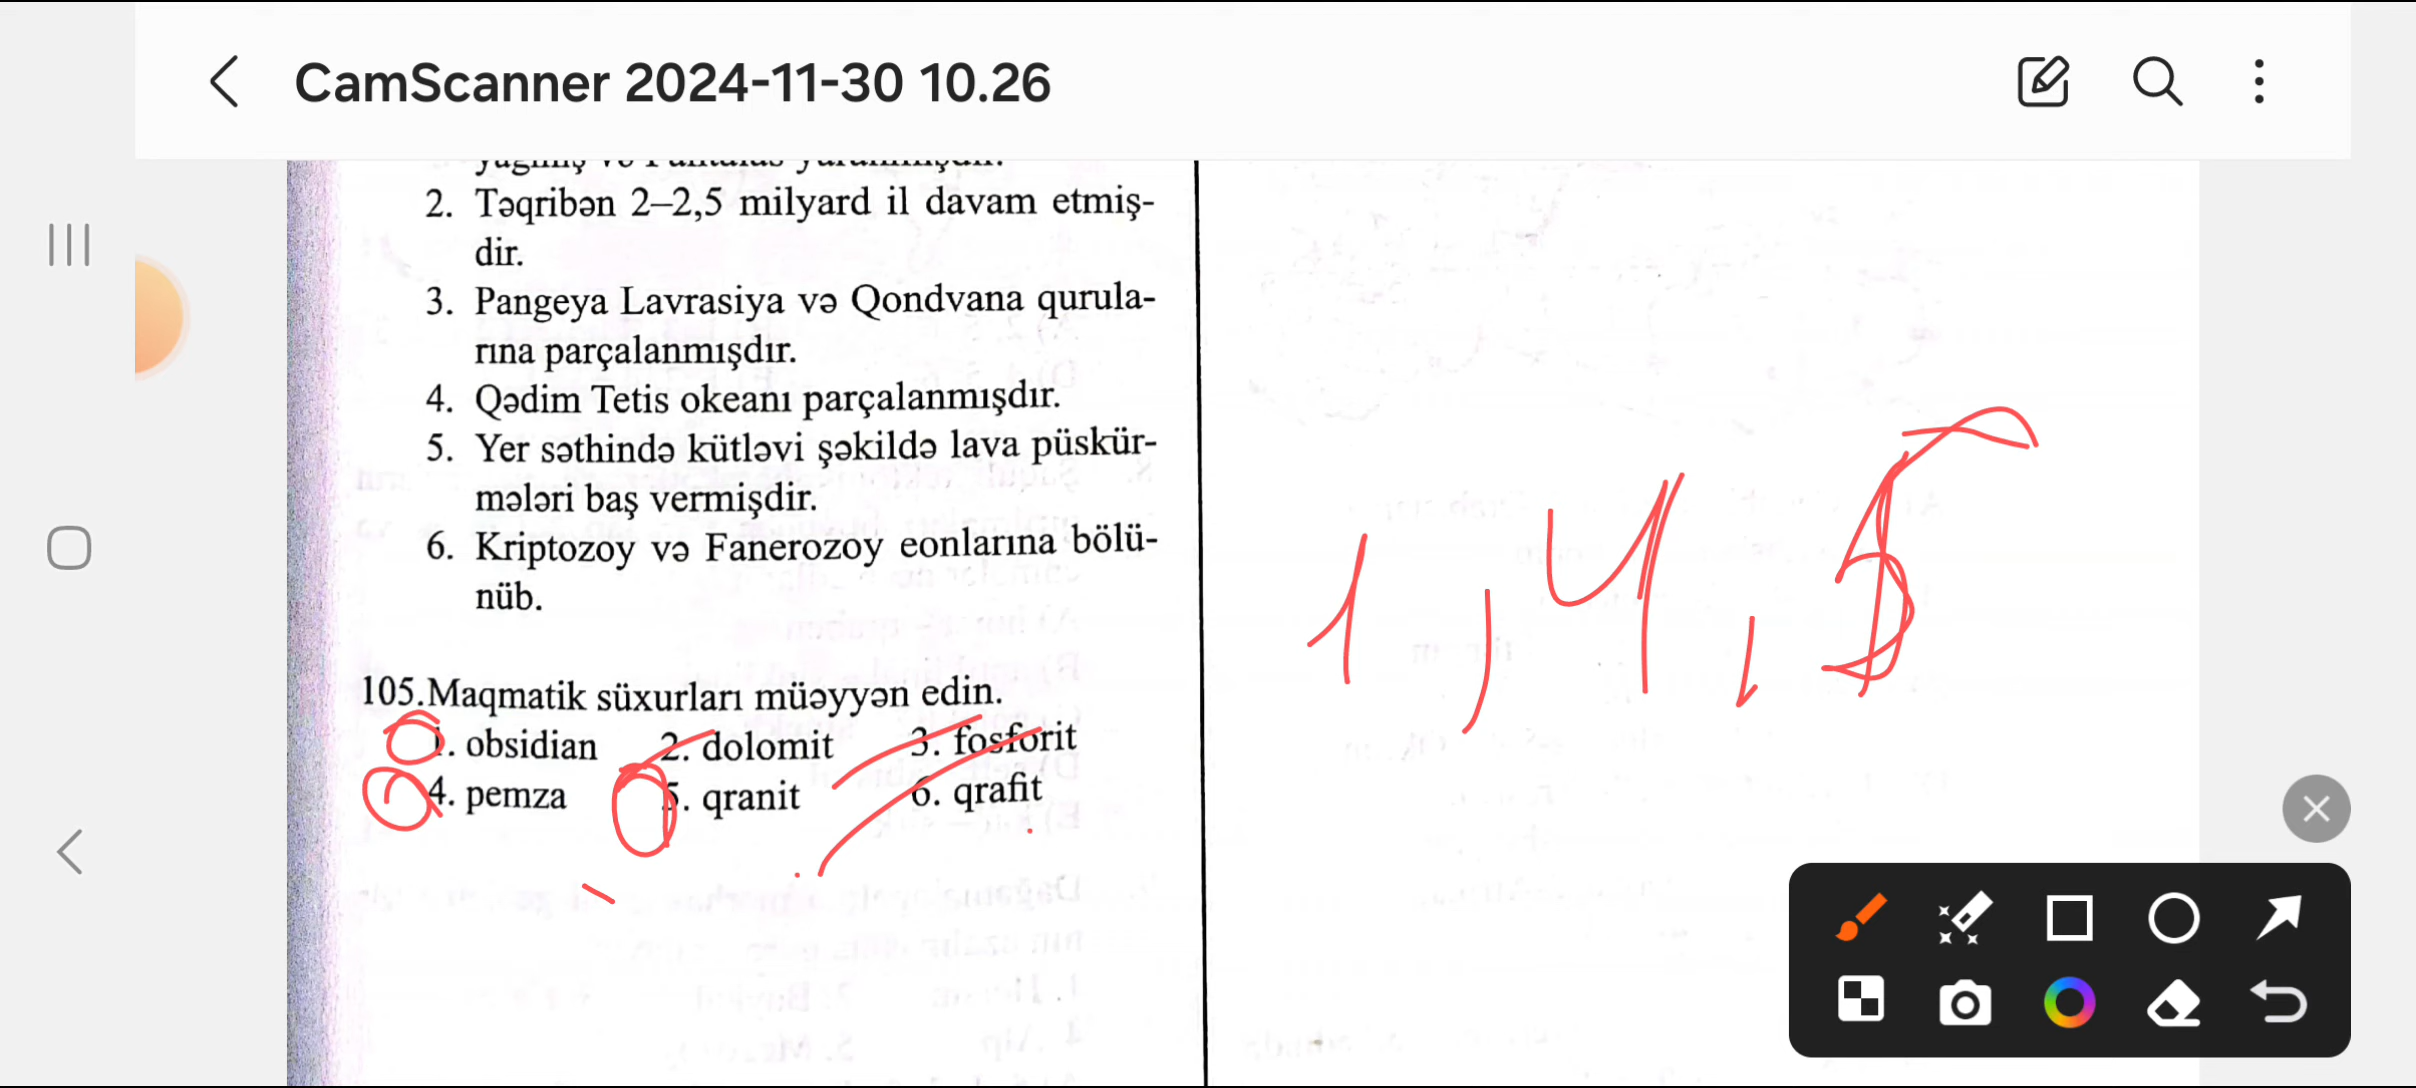 CamScanner 2024-11-30 10.26
2. Təqribən 2–2,5 milyard il davam etmiş-
dir.
3. Pangeya Lavrasiya və Qondvana qurula-
rına parçalanmışdır.
4. Qədim Tetis okeanı parçalanmışdır.
5. Yer səthində kütləvi şəkildə lava püskür-
mələri baş vermişdir.
6. Kriptozoy və Fanerozoy eonlarına bölü-
nüb.
105.Maqmatik süxurları müəyyən edin.
1. obsidian 2. dolomit 3. fosforit
4. pemza 5. qranit 6. qrafit
1, 4, 5